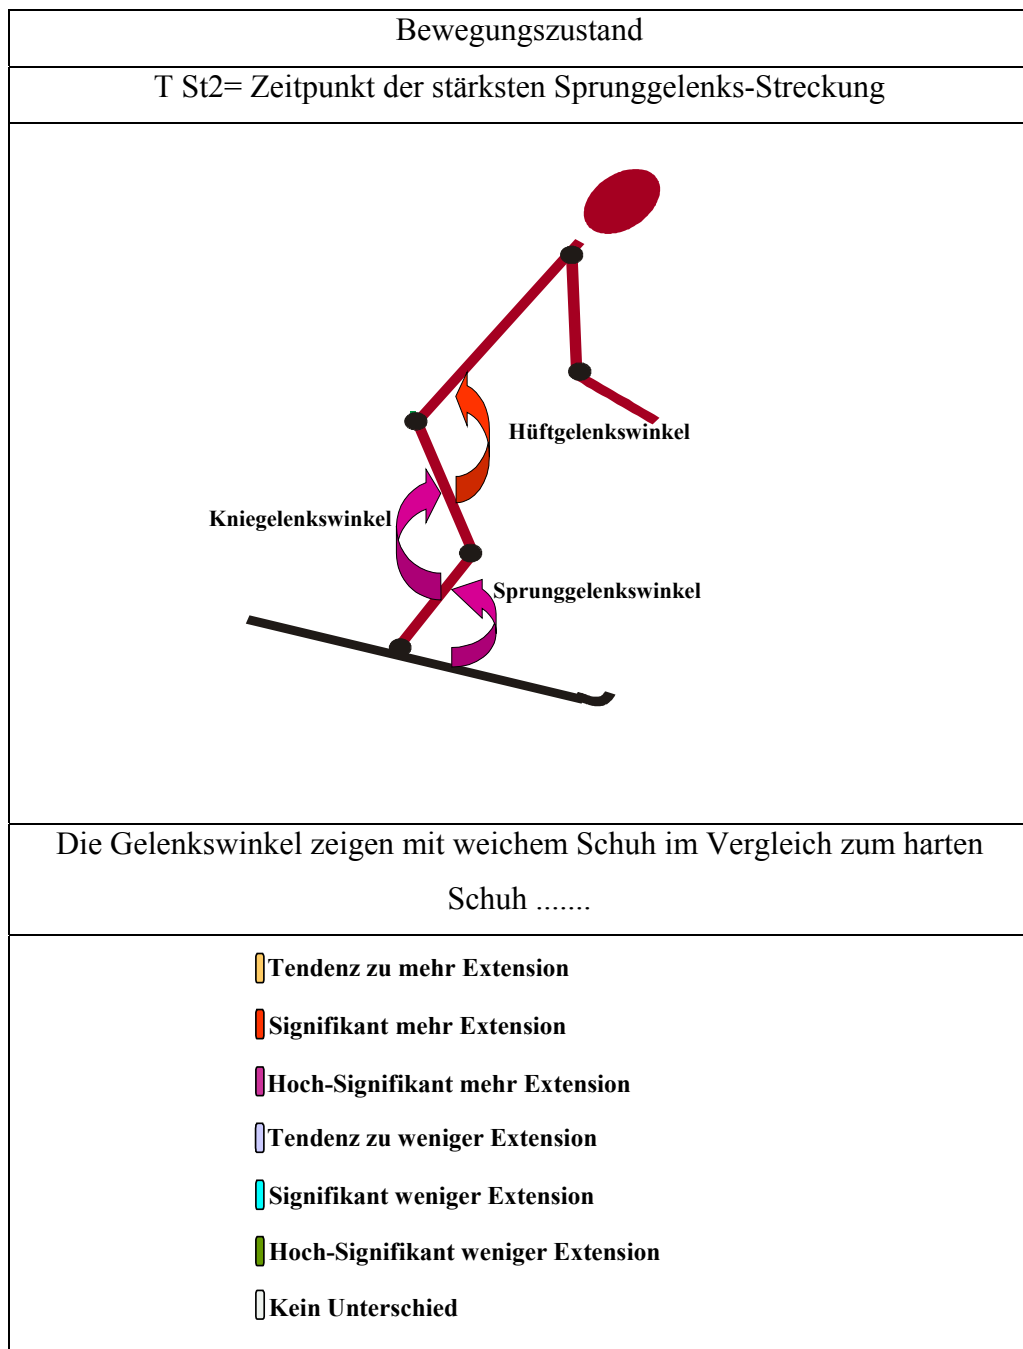 Bewegungszustand
T St2= Zeitpunkt der stärksten Sprunggelenks-Streckung
Hüftgelenkswinkel
Kniegelenkswinkel
Sprunggelenkswinkel
Die Gelenkswinkel zeigen mit weichem Schuh im Vergleich zum harten
Schuh .......
Tendenz zu mehr Extension
Signifikant mehr Extension
Hoch-Signifikant mehr Extension
Tendenz zu weniger Extension
Signifikant weniger Extension
Hoch-Signifikant weniger Extension
Kein Unterschied